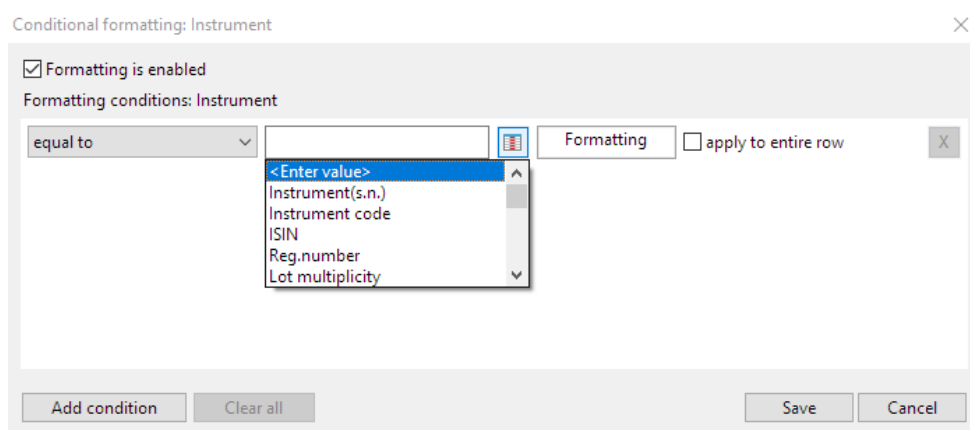 Conditional formatting: Instrument
Formatting is enabled
Formatting conditions: Instrument
equal to Formatting apply to entire row X
<Enter value>
Instrument(s.n.)
Instrument code
ISIN
Reg.number
Lot multiplicity
Add condition Clear all Save Cancel